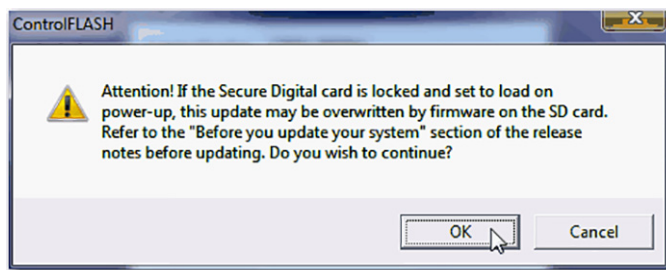 ControlFLASH
Attention! If the Secure Digital card is locked and set to load on
power-up, this update may be overwritten by firmware on the SD card.
Refer to the "Before you update your system" section of the release
notes before updating. Do you wish to continue?
OK
Cancel